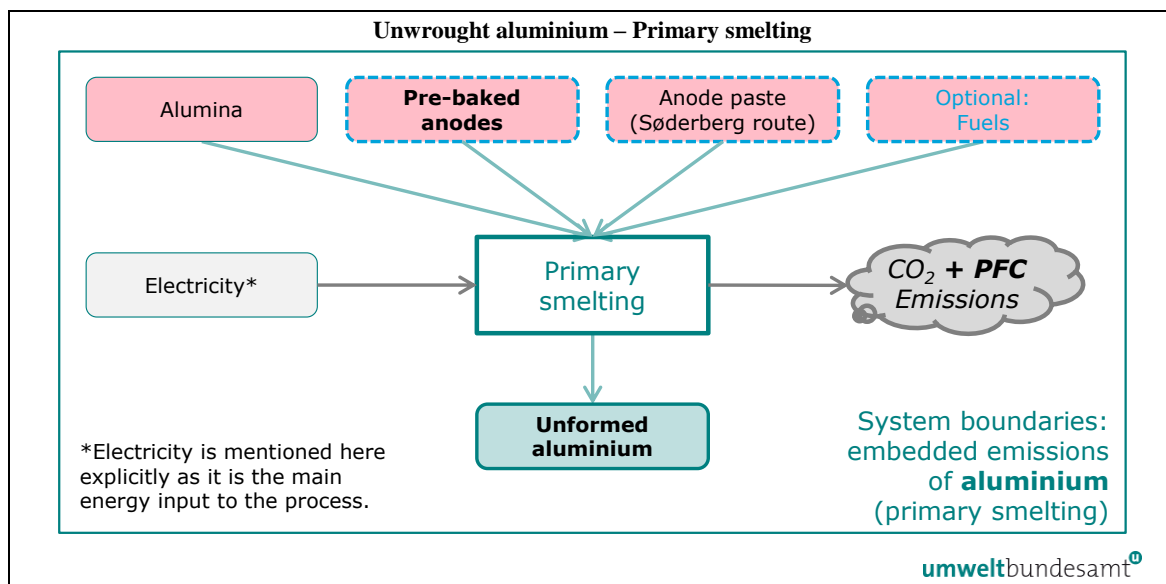 Unwrought aluminium – Primary smelting
Alumina
Pre-baked
anodes
Anode paste
(Søderberg route)
Optional:
Fuels
Electricity*
Primary
smelting
CO₂ + PFC
Emissions
Unformed
aluminium
*Electricity is mentioned here
explicitly as it is the main
energy input to the process.
System boundaries:
embedded emissions
of aluminium
(primary smelting)
umweltbundesamtᵘ